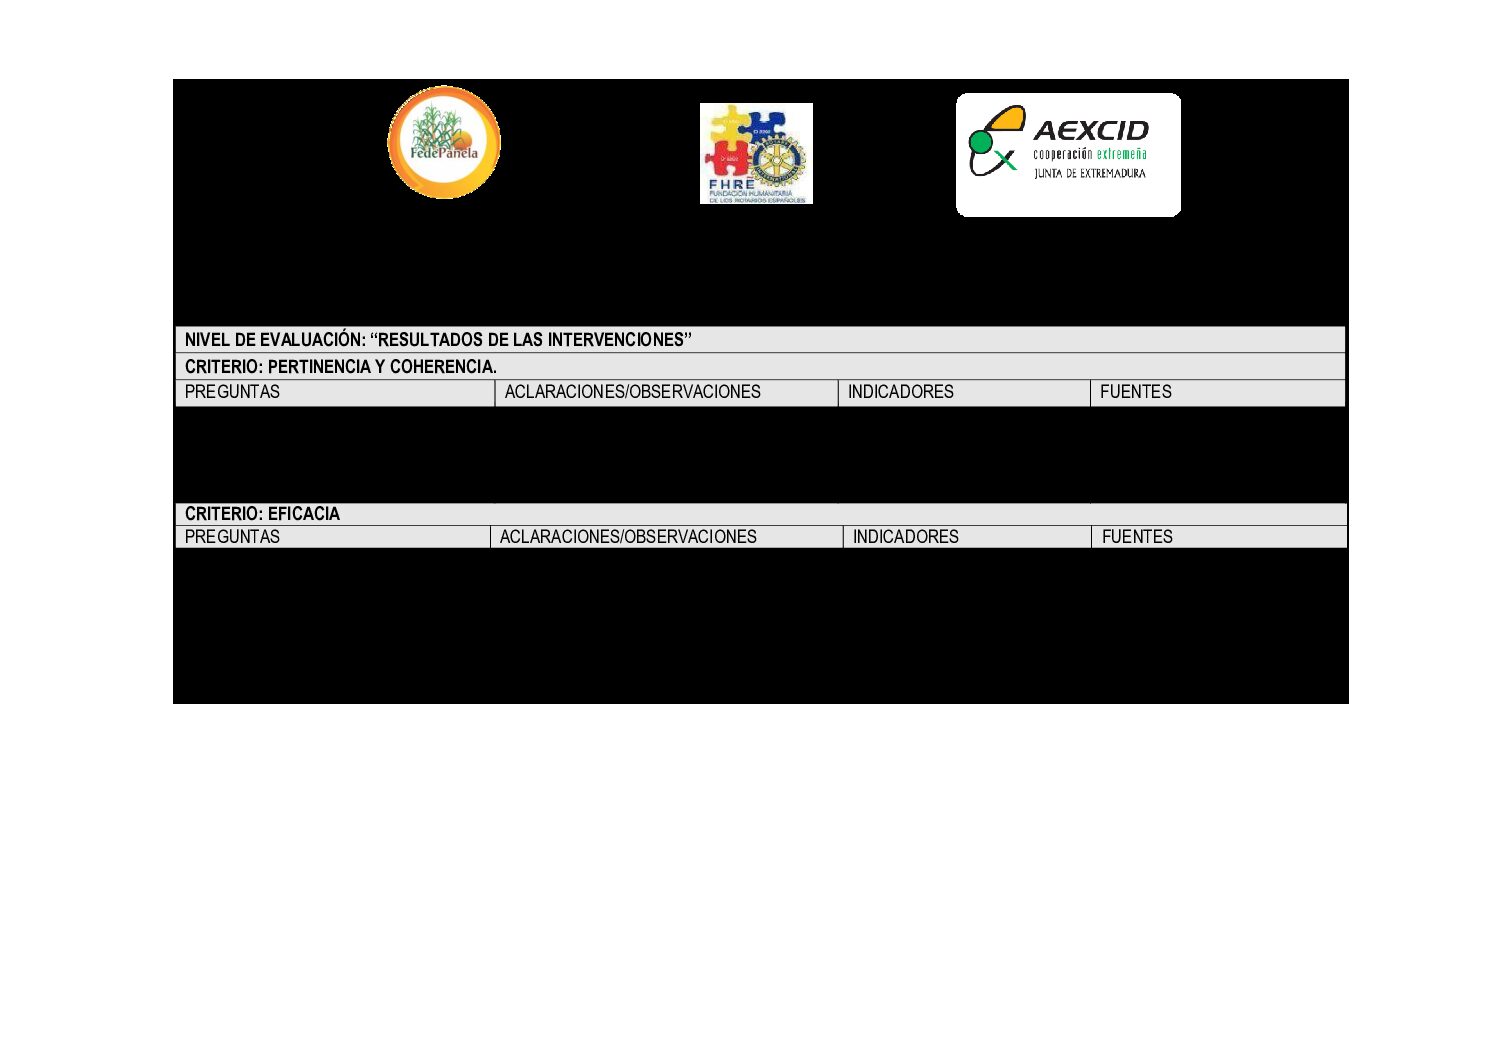 FedePanela
FHRE
FUNDACIÓN HUMANITARIA
DE LOS ROTARIOS ESPAÑOLES
AEXCID
cooperación extremeña
JUNTA DE EXTREMADURA
NIVEL DE EVALUACIÓN: “RESULTADOS DE LAS INTERVENCIONES”
CRITERIO: PERTINENCIA Y COHERENCIA.
PREGUNTAS ACLARACIONES/OBSERVACIONES INDICADORES FUENTES
CRITERIO: EFICACIA
PREGUNTAS ACLARACIONES/OBSERVACIONES INDICADORES FUENTES